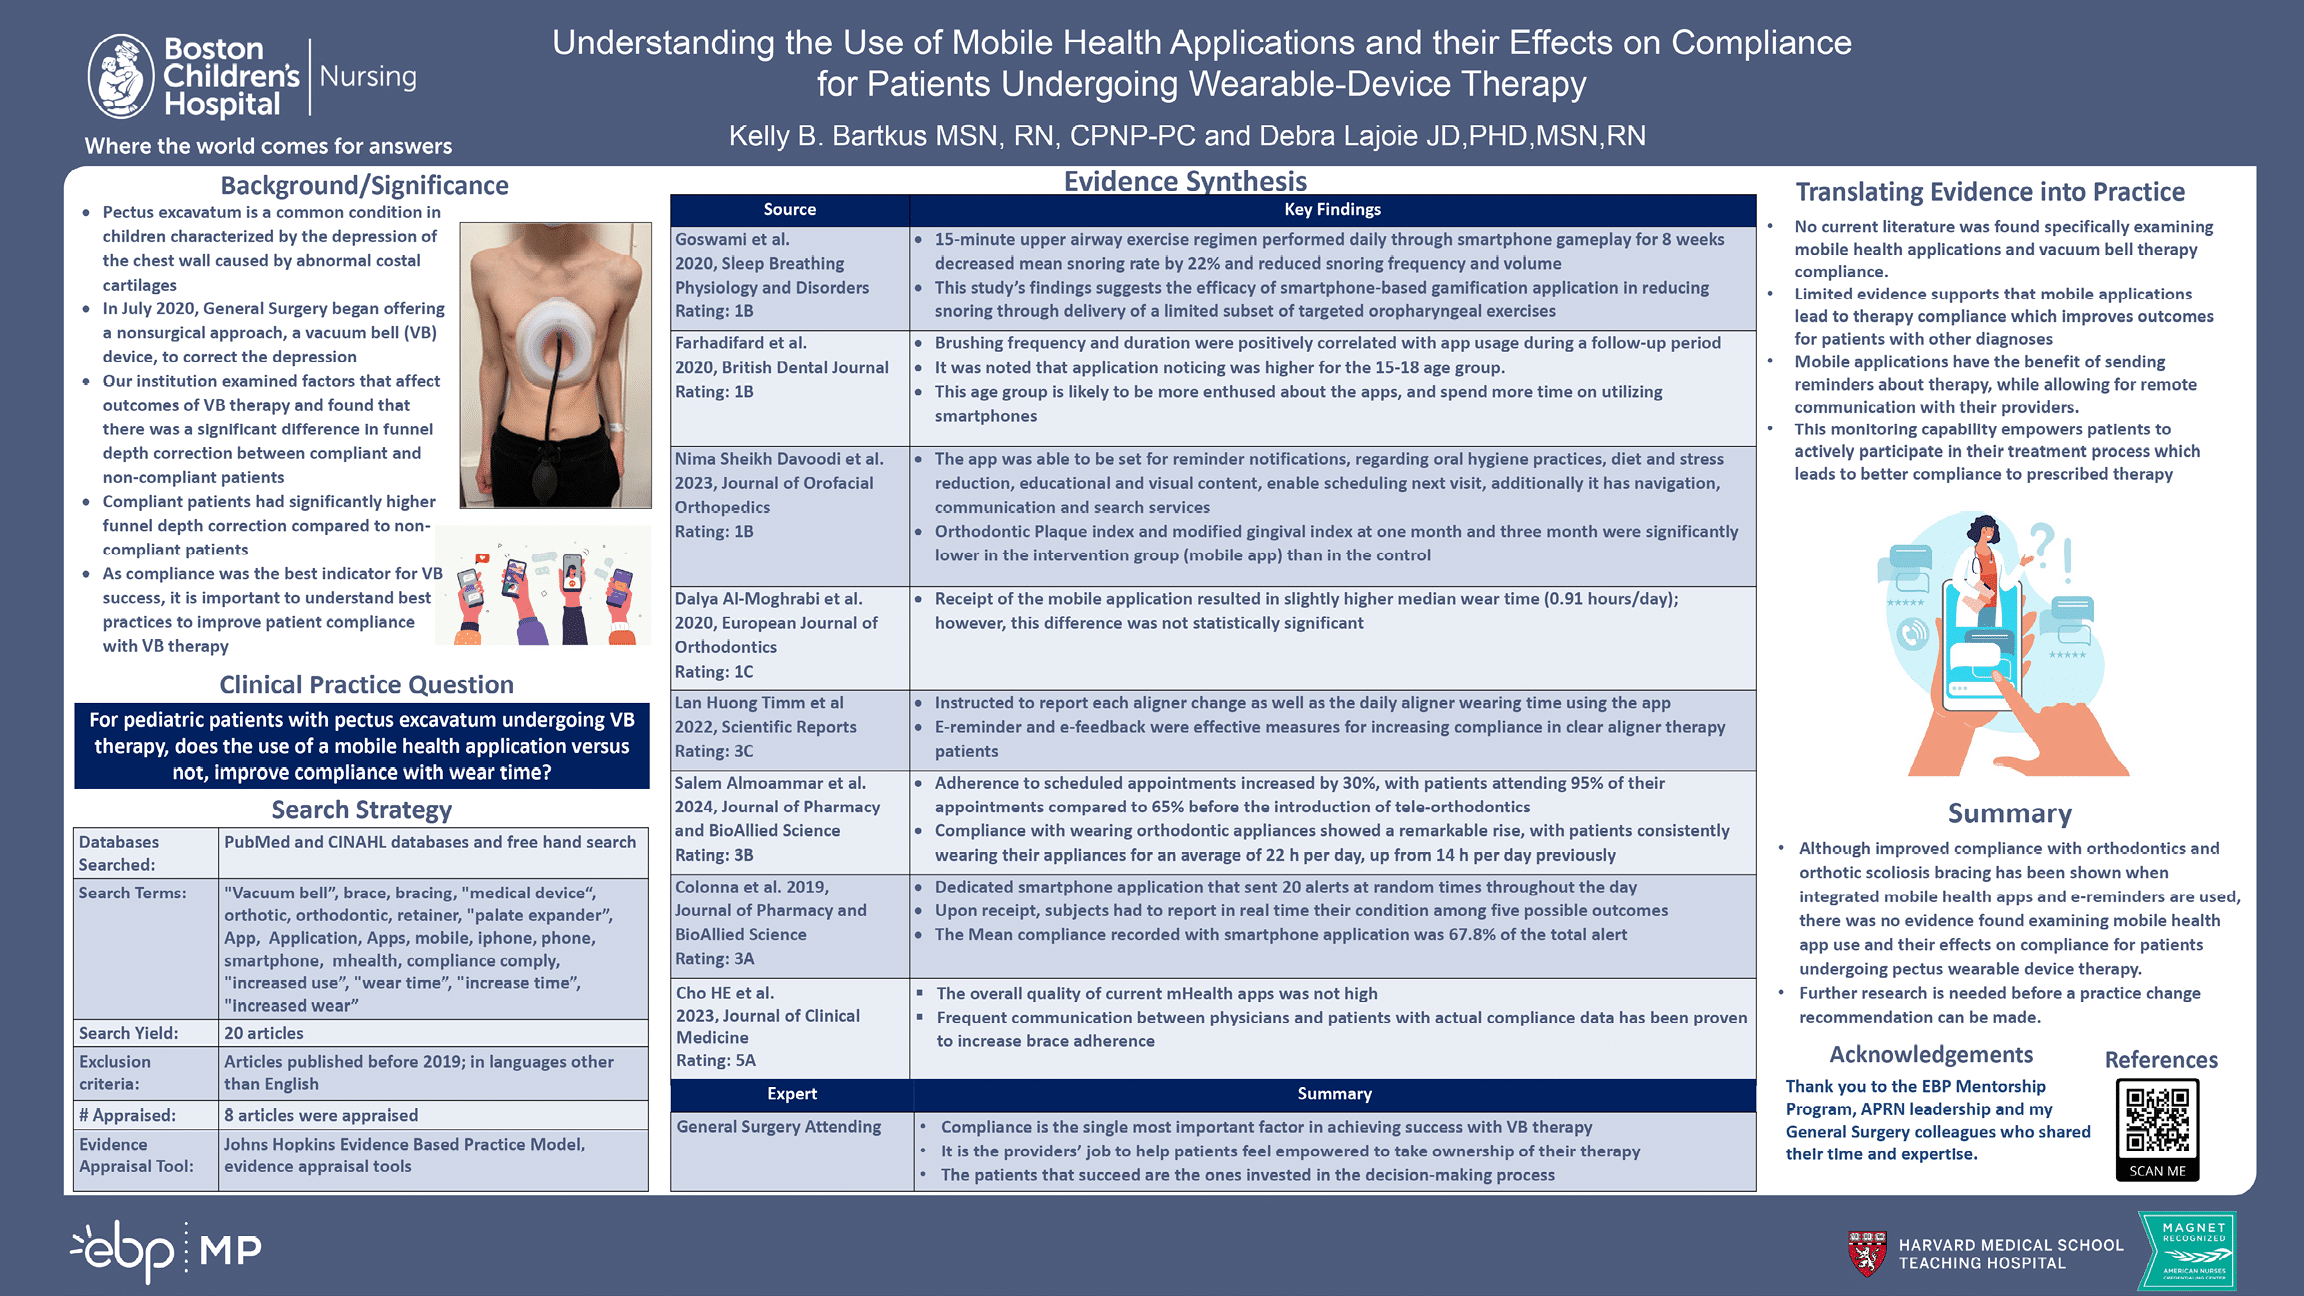 Boston
Children's
Hospital
Nursing
Where the world comes for answers
Understanding the Use of Mobile Health Applications and their Effects on Compliance
for Patients Undergoing Wearable-Device Therapy
Kelly B. Bartkus MSN, RN, CPNP-PC and Debra Lajoie JD,PHD,MSN,RN
Background/Significance
• Pectus excavatum is a common condition in
children characterized by the depression of
the chest wall caused by abnormal costal
cartilages
• In July 2020, General Surgery began offering
a nonsurgical approach, a vacuum bell (VB)
device, to correct the depression
• Our institution examined factors that affect
outcomes of VB therapy and found that
there was a significant difference in funnel
depth correction between compliant and
non-compliant patients
• Compliant patients had significantly higher
funnel depth correction compared to non-
compliant patients
• As compliance was the best indicator for VB
success, it is important to understand best
practices to improve patient compliance
with VB therapy
Clinical Practice Question
For pediatric patients with pectus excavatum undergoing VB
therapy, does the use of a mobile health application versus
not, improve compliance with wear time?
Search Strategy
Databases
Searched:
PubMed and CINAHL databases and free hand search
Search Terms:
"Vacuum bell”, brace, bracing, "medical device“,
orthotic, orthodontic, retainer, "palate expander”,
App, Application, Apps, mobile, iphone, phone,
smartphone, mhealth, compliance comply,
"increased use”, "wear time”, "increase time”,
"increased wear”
Search Yield:
20 articles
Exclusion
criteria:
Articles published before 2019; in languages other
than English
# Appraised:
8 articles were appraised
Evidence
Appraisal Tool:
Johns Hopkins Evidence Based Practice Model,
evidence appraisal tools
Evidence Synthesis
Source
Key Findings
Goswami et al.
2020, Sleep Breathing
Physiology and Disorders
Rating: 1B
• 15-minute upper airway exercise regimen performed daily through smartphone gameplay for 8 weeks
decreased mean snoring rate by 22% and reduced snoring frequency and volume
• This study’s findings suggests the efficacy of smartphone-based gamification application in reducing
snoring through delivery of a limited subset of targeted oropharyngeal exercises
Farhadifard et al.
2020, British Dental Journal
Rating: 1B
• Brushing frequency and duration were positively correlated with app usage during a follow-up period
• It was noted that application noticing was higher for the 15-18 age group.
• This age group is likely to be more enthused about the apps, and spend more time on utilizing
smartphones
Nima Sheikh Davoodi et al.
2023, Journal of Orofacial
Orthopedics
Rating: 1B
• The app was able to be set for reminder notifications, regarding oral hygiene practices, diet and stress
reduction, educational and visual content, enable scheduling next visit, additionally it has navigation,
communication and search services
• Orthodontic Plaque index and modified gingival index at one month and three month were significantly
lower in the intervention group (mobile app) than in the control
Dalya Al-Moghrabi et al.
2020, European Journal of
Orthodontics
Rating: 1C
• Receipt of the mobile application resulted in slightly higher median wear time (0.91 hours/day);
however, this difference was not statistically significant
Lan Huong Timm et al
2022, Scientific Reports
Rating: 3C
• Instructed to report each aligner change as well as the daily aligner wearing time using the app
• E-reminder and e-feedback were effective measures for increasing compliance in clear aligner therapy
patients
Salem Almoammar et al.
2024, Journal of Pharmacy
and BioAllied Science
Rating: 3B
• Adherence to scheduled appointments increased by 30%, with patients attending 95% of their
appointments compared to 65% before the introduction of tele-orthodontics
• Compliance with wearing orthodontic appliances showed a remarkable rise, with patients consistently
wearing their appliances for an average of 22 h per day, up from 14 h per day previously
Colonna et al. 2019,
Journal of Pharmacy and
BioAllied Science
Rating: 3A
• Dedicated smartphone application that sent 20 alerts at random times throughout the day
• Upon receipt, subjects had to report in real time their condition among five possible outcomes
• The Mean compliance recorded with smartphone application was 67.8% of the total alert
Cho HE et al.
2023, Journal of Clinical
Medicine
Rating: 5A
▪ The overall quality of current mHealth apps was not high
▪ Frequent communication between physicians and patients with actual compliance data has been proven
to increase brace adherence
Expert
Summary
General Surgery Attending
• Compliance is the single most important factor in achieving success with VB therapy
• It is the providers’ job to help patients feel empowered to take ownership of their therapy
• The patients that succeed are the ones invested in the decision-making process
Translating Evidence into Practice
• No current literature was found specifically examining
mobile health applications and vacuum bell therapy
compliance.
• Limited evidence supports that mobile applications
lead to therapy compliance which improves outcomes
for patients with other diagnoses
• Mobile applications have the benefit of sending
reminders about therapy, while allowing for remote
communication with their providers.
• This monitoring capability empowers patients to
actively participate in their treatment process which
leads to better compliance to prescribed therapy
Summary
• Although improved compliance with orthodontics and
orthotic scoliosis bracing has been shown when
integrated mobile health apps and e-reminders are used,
there was no evidence found examining mobile health
app use and their effects on compliance for patients
undergoing pectus wearable device therapy.
• Further research is needed before a practice change
recommendation can be made.
Acknowledgements
Thank you to the EBP Mentorship
Program, APRN leadership and my
General Surgery colleagues who shared
their time and expertise.
References
SCAN ME
ebp MP
HARVARD MEDICAL SCHOOL
TEACHING HOSPITAL
MAGNET
RECOGNIZED
AMERICAN NURSES
CREDENTIALING CENTER